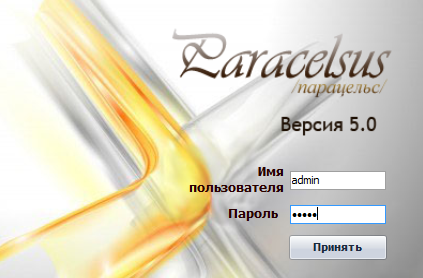 Paracelsus
/парацельс/
Версия 5.0
Имя
пользователя
admin
Пароль
•••••
Принять